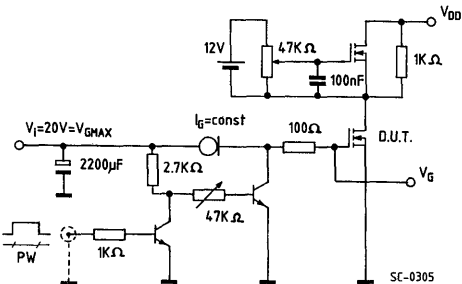 V_DD
12V
47KΩ
100nF
1KΩ
V_I=20V=V_GMAX
I_G=const
100Ω
D.U.T.
2200µF
2.7KΩ
47KΩ
V_G
PW
1KΩ
SC-0305